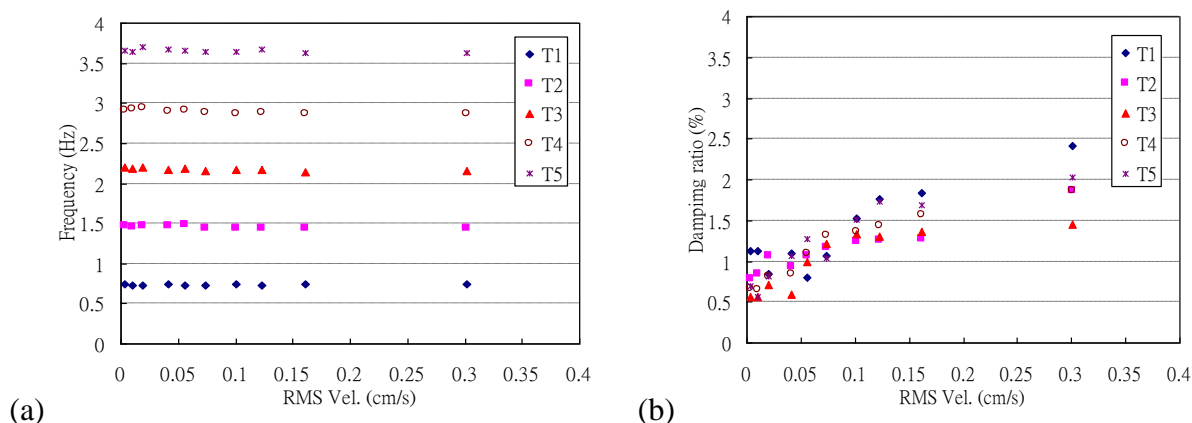 4
3.5
3
2.5
2
1.5
1
0.5
0
Frequency (Hz)
0 0.05 0.1 0.15 0.2 0.25 0.3 0.35 0.4
RMS Vel. (cm/s)
T1
T2
T3
T4
T5
(a)
4
3.5
3
2.5
2
1.5
1
0.5
0
Dampimg ratio (%)
0 0.05 0.1 0.15 0.2 0.25 0.3 0.35 0.4
RMS Vel. (cm/s)
T1
T2
T3
T4
T5
(b)